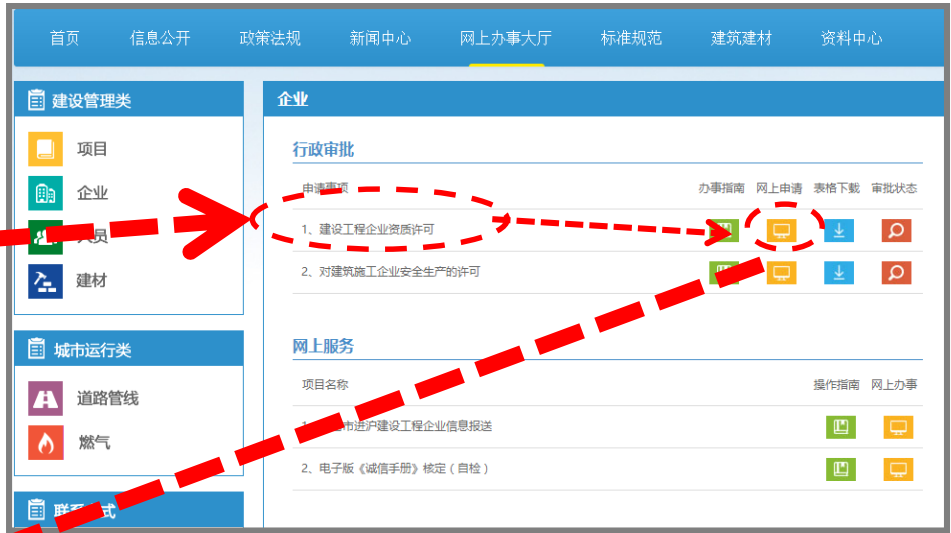 首页 信息公开 政策法规 新闻中心 网上办事大厅 标准规范 建筑建材 资料中心
建设管理类
项目
企业
人员
建材
城市运行类
道路管线
燃气
联系方式
企业
行政审批
申请事项 办事指南 网上申请 表格下载 审批状态
1、建设工程企业资质许可
2、对建筑施工企业安全生产的许可
网上服务
项目名称 操作指南 网上办事
市进沪建设工程企业信息报送
2、电子版《诚信手册》核定（自检）